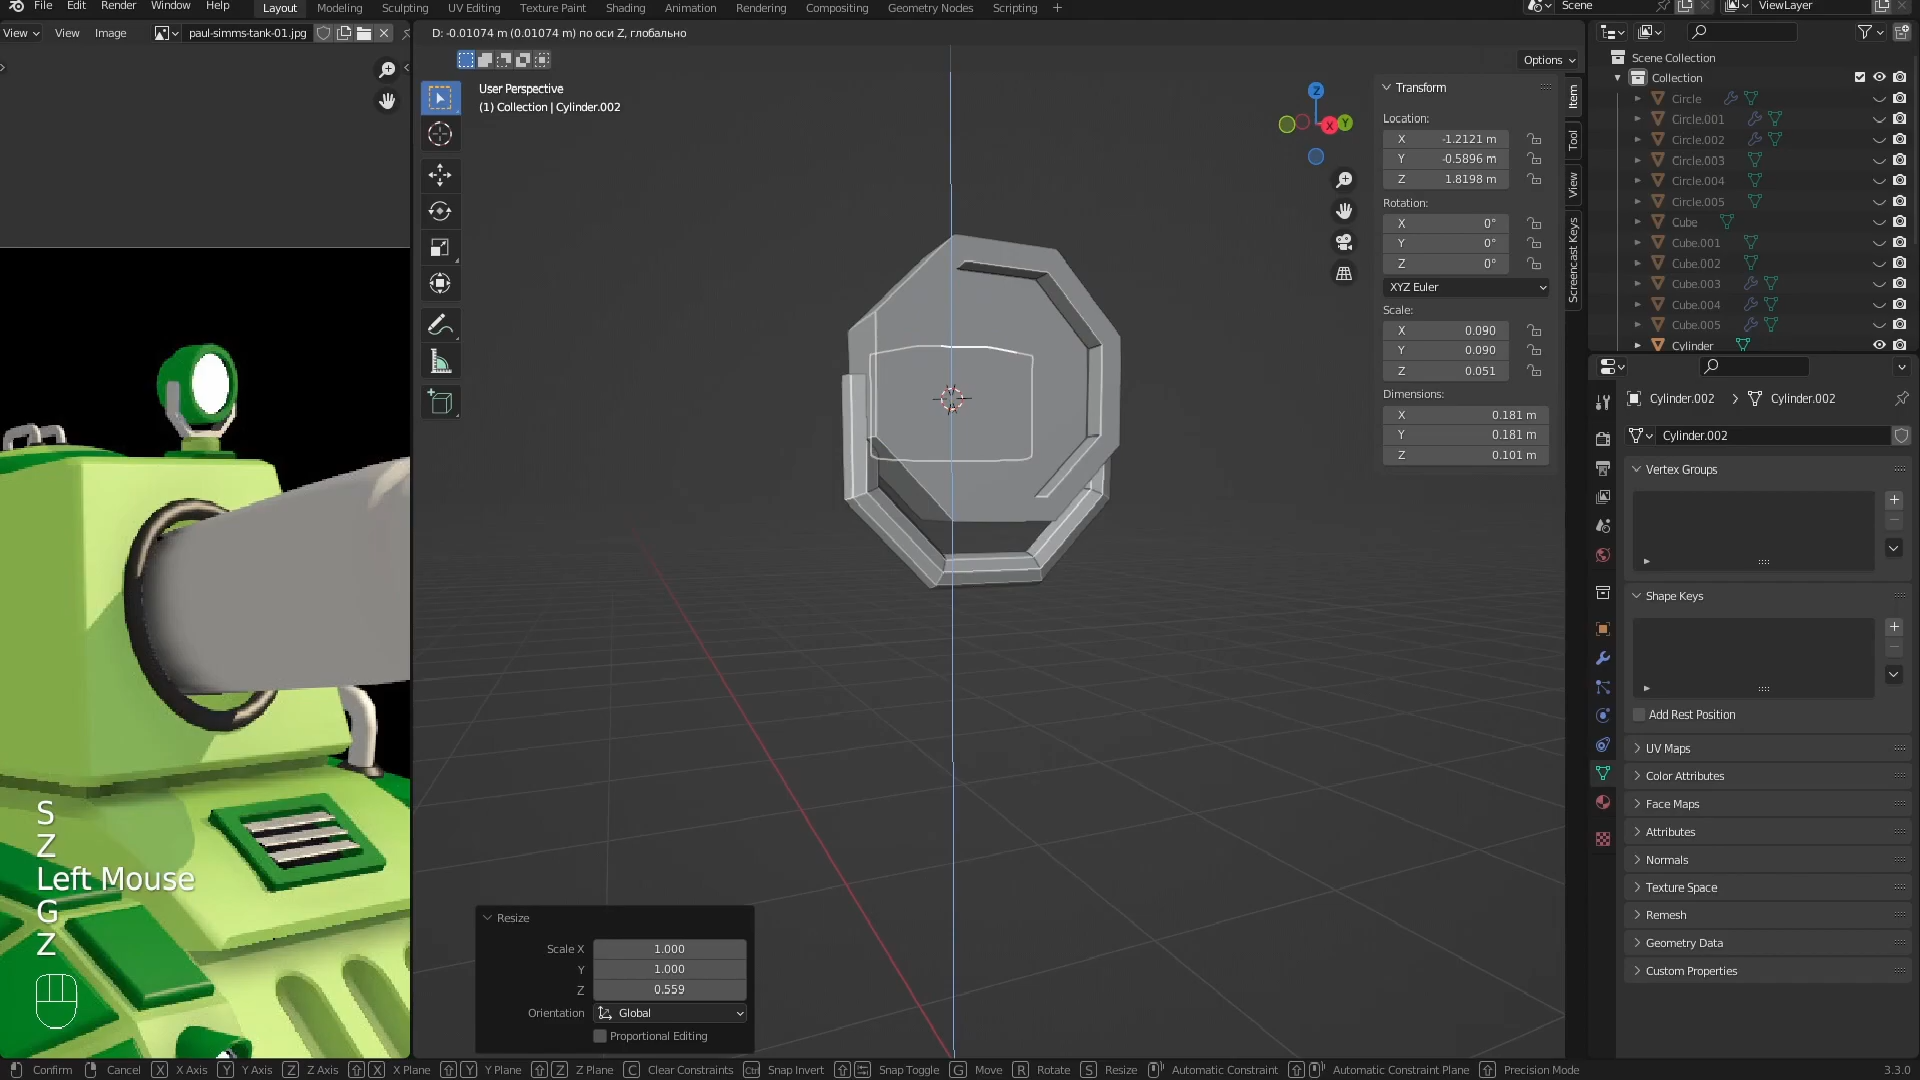 File Edit Render Window Help Layout Modeling Sculpting UV Editing Texture Paint Shading Animation Rendering Compositing Geometry Nodes Scripting + Scene ViewLayer
View View Image paul-simms-tank-01.jpg D: -0.01074 m (0.01074 m) по оси Z, глобально
Options
User Perspective
(1) Collection | Cylinder.002
Z
X
Y
Transform
Location:
X -1.2121 m
Y -0.5896 m
Z 1.8198 m
Rotation:
X 0°
Y 0°
Z 0°
XYZ Euler
Scale:
X 0.090
Y 0.090
Z 0.051
Dimensions:
X 0.181 m
Y 0.181 m
Z 0.101 m
Item
Tool
View
Screencast Keys
Scene Collection
Collection
Circle
Circle.001
Circle.002
Circle.003
Circle.004
Circle.005
Cube
Cube.001
Cube.002
Cube.003
Cube.004
Cube.005
Cylinder
Cylinder.002 Cylinder.002
Cylinder.002
Vertex Groups
Shape Keys
Add Rest Position
UV Maps
Color Attributes
Face Maps
Attributes
Normals
Texture Space
Remesh
Geometry Data
Custom Properties
S
Z
Left Mouse
G
Z
Resize
Scale X 1.000
Y 1.000
Z 0.559
Orientation Global
Proportional Editing
Confirm Cancel X X Axis Y Y Axis Z Z Axis X X Plane Y Y Plane Z Z Plane C Clear Constraints Ctrl Snap Invert Snap Toggle G Move R Rotate S Resize Automatic Constraint Automatic Constraint Plane Precision Mode 3.3.0